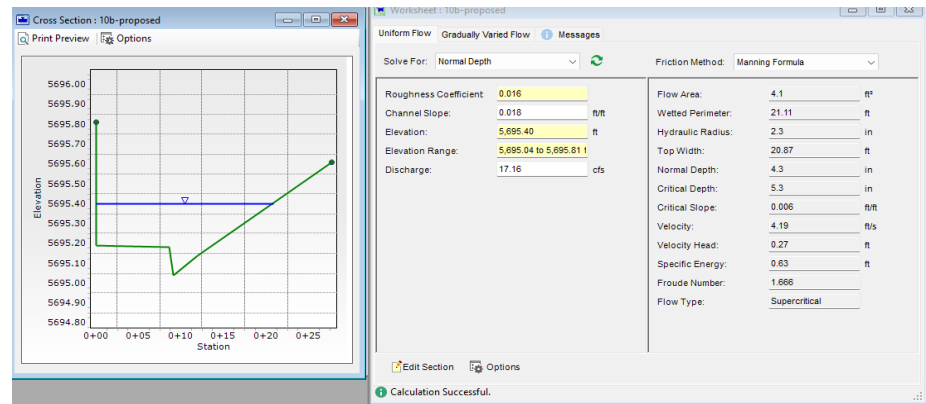 Cross Section : 10b-proposed
Print Preview Options
5696.00
5695.90
5695.80
5695.70
5695.60
5695.50
5695.40
5695.30
5695.20
5695.10
5695.00
5694.90
5694.80
Elevation
0+00 0+05 0+10 0+15 0+20 0+25
Station
Worksheet : 10b-proposed
Uniform Flow Gradually Varied Flow Messages
Solve For: Normal Depth Friction Method: Manning Formula
Roughness Coefficient 0.016 Flow Area: 4.1 ft²
Channel Slope: 0.018 ft/ft Wetted Perimeter: 21.11 ft
Elevation: 5,695.40 ft Hydraulic Radius: 2.3 in
Elevation Range: 5,695.04 to 5,695.81 f Top Width: 20.87 ft
Discharge: 17.16 cfs Normal Depth: 4.3 in
Critical Depth: 5.3 in
Critical Slope: 0.006 ft/ft
Velocity: 4.19 ft/s
Velocity Head: 0.27 ft
Specific Energy: 0.63 ft
Froude Number: 1.666
Flow Type: Supercritical
Edit Section Options
Calculation Successful.